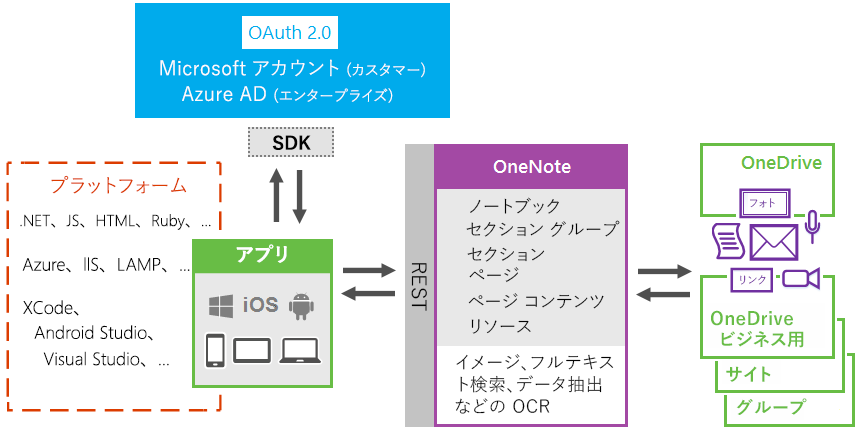 OAuth 2.0
Microsoft アカウント (カスタマー)
Azure AD (エンタープライズ)
SDK
プラットフォーム
.NET、JS、HTML、Ruby、...
Azure、IIS、LAMP、...
XCode、
Android Studio、
Visual Studio、...
アプリ
iOS
REST
OneNote
ノートブック
セクション グループ
セクション
ページ
ページ コンテンツ
リソース
イメージ、フルテキス
ト検索、データ抽出
などの OCR
OneDrive
フォト
リンク
OneDrive
ビジネス用
サイト
グループ